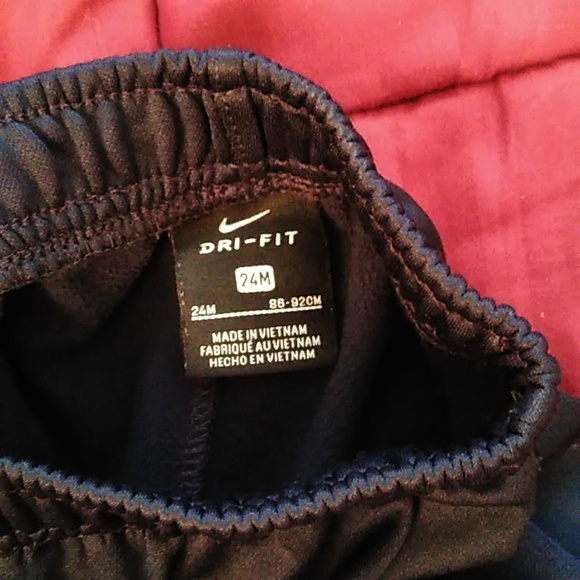 DRI-FIT
24M
24M 86-92CM
MADE IN VIETNAM
FABRIQUÉ AU VIETNAM
HECHO EN VIETNAM